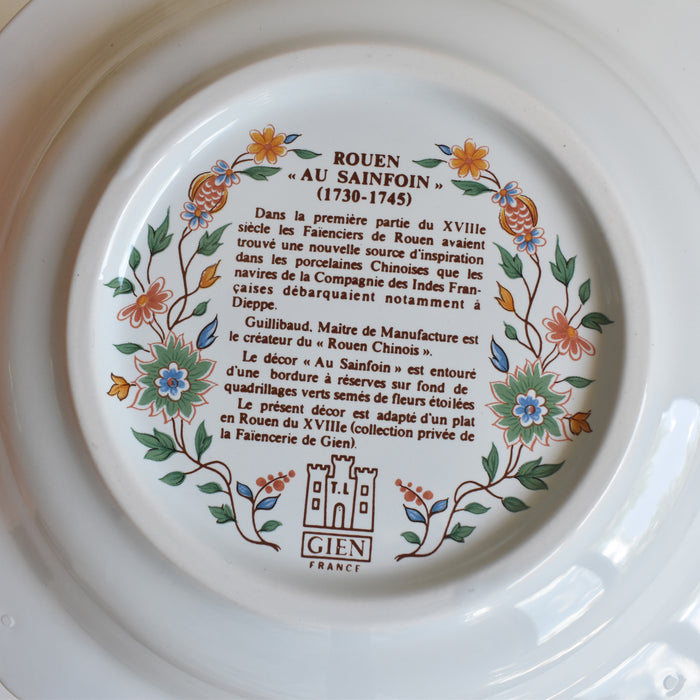 ROUEN
« AU SAINFOIN »
(1730-1745)
Dans la première partie du XVIIIe
siècle les Faïenciers de Rouen avaient
trouvé une nouvelle source d'inspiration
dans les porcelaines Chinoises que les
navires de la Compagnie des Indes Fran-
çaises débarquaient notamment à
Dieppe.
Guillibaud, Maître de Manufacture est
le créateur du « Rouen Chinois ».
Le décor « Au Sainfoin » est entouré
d'une bordure à réserves sur fond de
quadrillages verts semés de fleurs étoilées
Le présent décor est adapté d'un plat
en Rouen du XVIIIe (collection privée de
la Faïencerie de Gien).
T.L
GIEN
FRANCE